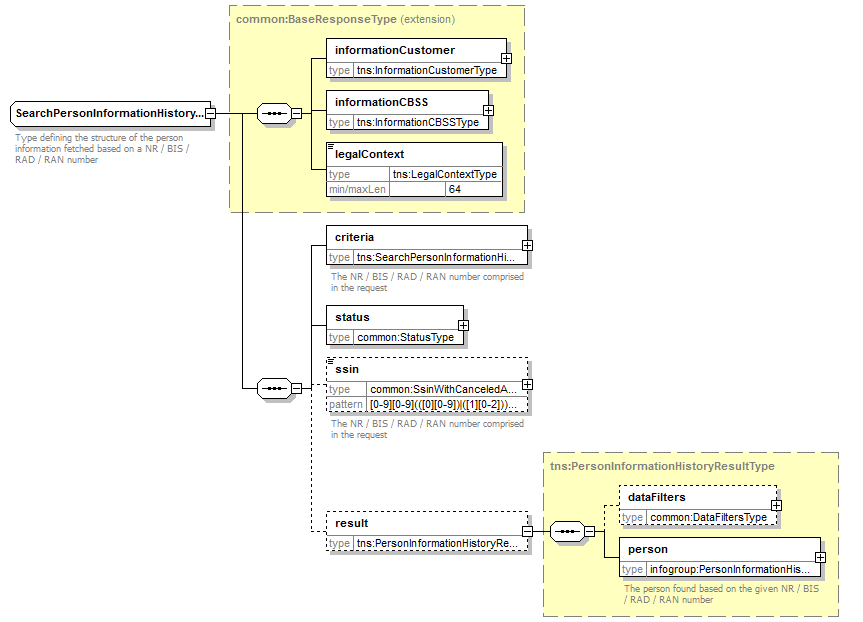 common:BaseResponseType (extension)
informationCustomer
type tns:InformationCustomerType
informationCBSS
type tns:InformationCBSSType
legalContext
type tns:LegalContextType
min/maxLen 64
SearchPersonInformationHistory...
Type defining the structure of the person
information fetched based on a NR / BIS /
RAD / RAN number
criteria
type tns:SearchPersonInformationHi...
The NR / BIS / RAD / RAN number comprised
in the request
status
type common:StatusType
ssin
type common:SsinWithCanceledA...
pattern [0-9][0-9](([0][0-9])|([1][0-2]))...
The NR / BIS / RAD / RAN number comprised
in the request
result
type tns:PersonInformationHistoryRe...
tns:PersonInformationHistoryResultType
dataFilters
type common:DataFiltersType
person
type infogroup:PersonInformationHis...
The person found based on the given NR / BIS
/ RAD / RAN number